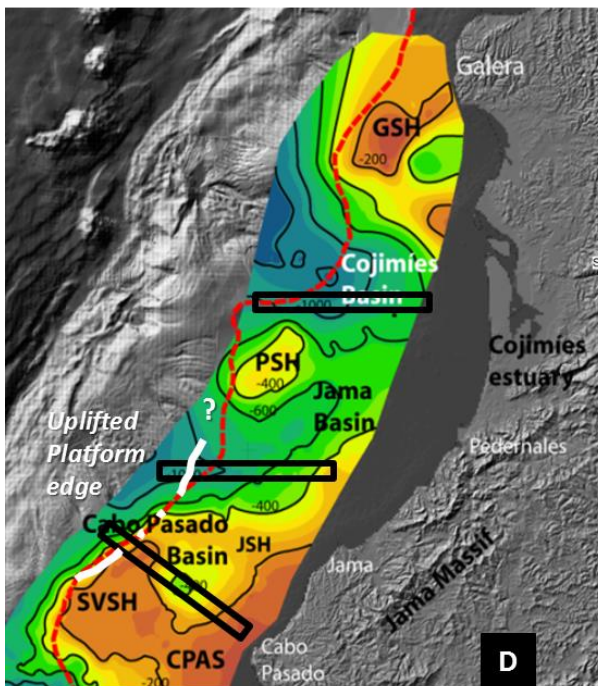 Galera
GSH
-200
Cojimíes
Basin
-1000
Cojimíes
estuary
PSH
-400
-600
Jama
Basin
?
Uplifted
Platform
edge
Pedernales
-400
Cabo Pasado
Basin
JSH
Jama
SVSH
Jama Massif
CPAS
Cabo
Pasado
-200
D